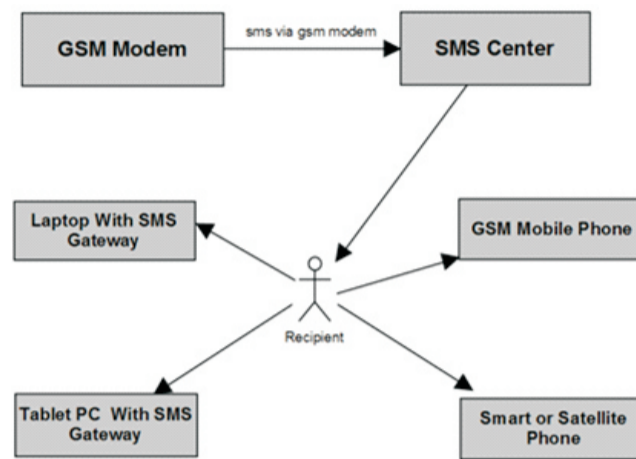 GSM Modem
sms via gsm modem
SMS Center
Laptop With SMS
Gateway
GSM Mobile Phone
Recipient
Tablet PC  With SMS
Gateway
Smart or Satellite
Phone